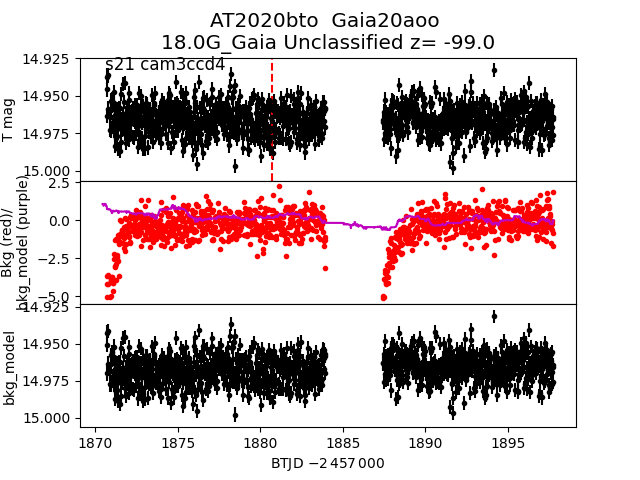 AT2020bto  Gaia20aoo
18.0G_Gaia Unclassified z= -99.0
s21 cam3ccd4
14.925
14.950
14.975
15.000
T mag
2.5
0.0
−2.5
−5.0
Bkg (red)/
bkg_model (purple)
14.925
14.950
14.975
15.000
bkg_model
1870
1875
1880
1885
1890
1895
BTJD −2 457 000